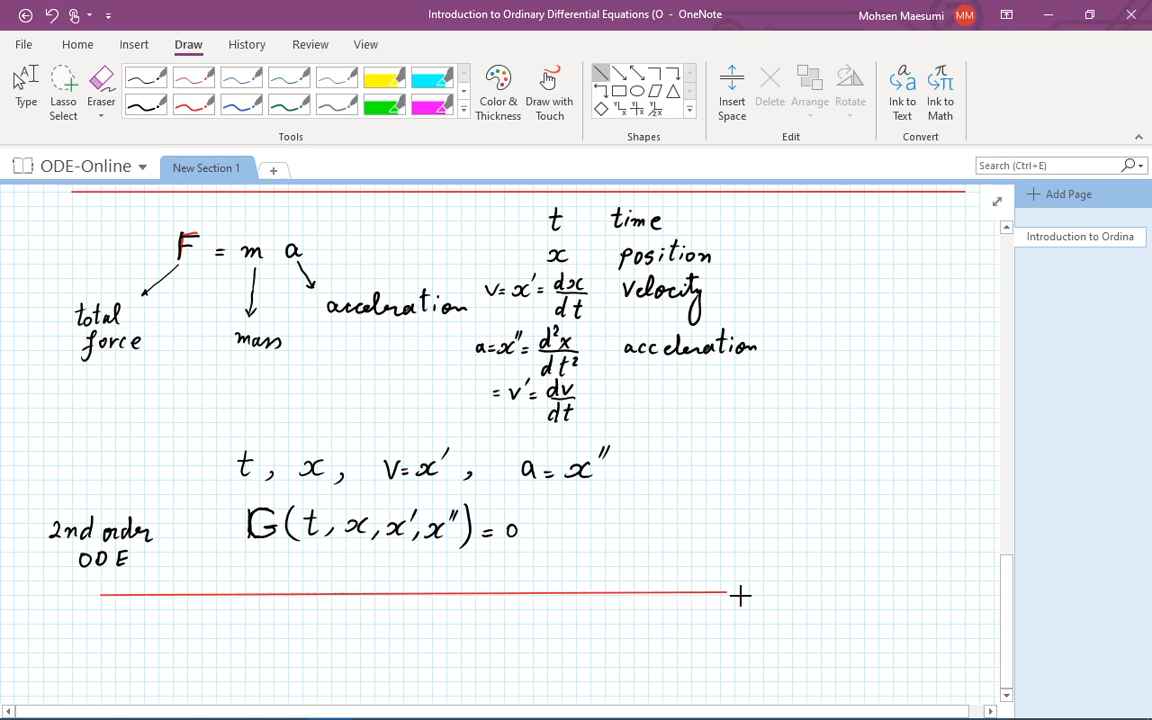 Introduction to Ordinary Differential Equations (O - OneNote
Mohsen Maesumi MM
File Home Insert Draw History Review View
Type
Lasso Select
Eraser
Color & Thickness
Draw with Touch
Insert Space
Delete
Arrange
Rotate
Ink to Text
Ink to Math
Tools
Shapes
Edit
Convert
ODE-Online
New Section 1
Search (Ctrl+E)
Add Page
Introduction to Ordina
F = m a
total force
mass
acceleration
t time
x position
v = x' = dx/dt velocity
a = x'' = d²x/dt² acceleration
= v' = dv/dt
t , x , v = x' , a = x''
2nd order
ODE
G(t, x, x', x'') = 0